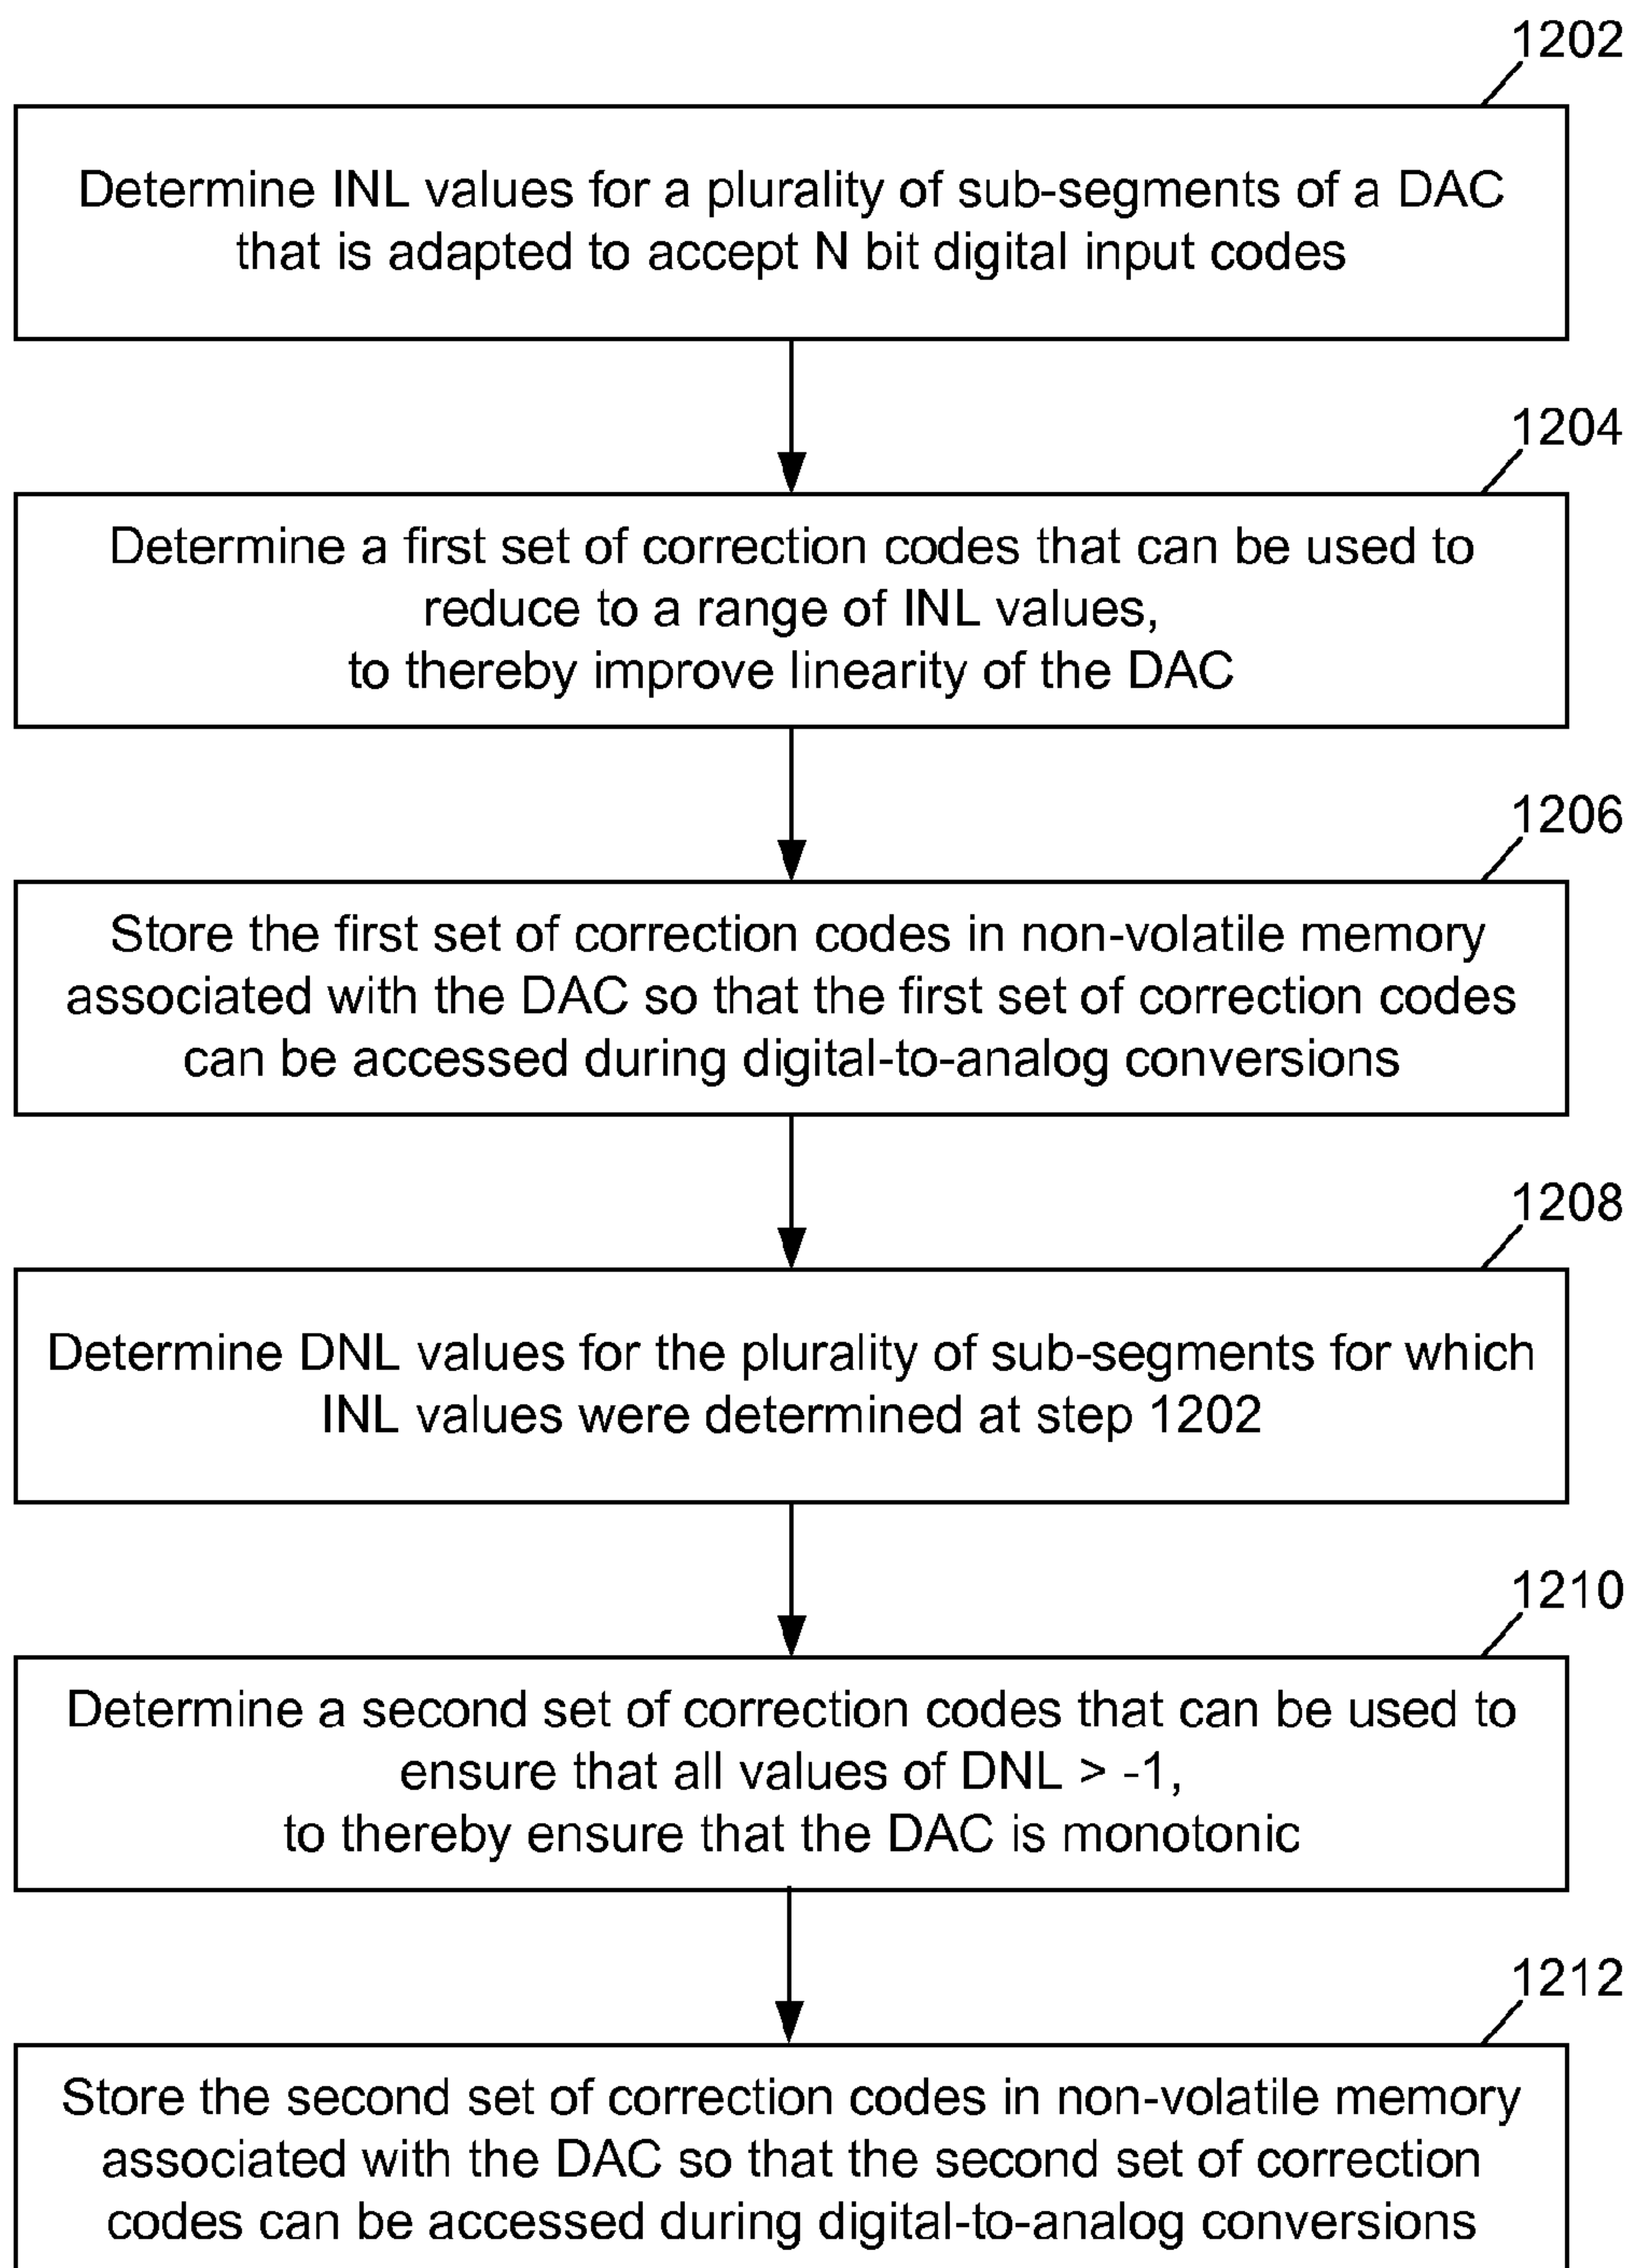 1202
Determine INL values for a plurality of sub-segments of a DAC
that is adapted to accept N bit digital input codes
1204
Determine a first set of correction codes that can be used to
reduce to a range of INL values,
to thereby improve linearity of the DAC
1206
Store the first set of correction codes in non-volatile memory
associated with the DAC so that the first set of correction codes
can be accessed during digital-to-analog conversions
1208
Determine DNL values for the plurality of sub-segments for which
INL values were determined at step 1202
1210
Determine a second set of correction codes that can be used to
ensure that all values of DNL > -1,
to thereby ensure that the DAC is monotonic
1212
Store the second set of correction codes in non-volatile memory
associated with the DAC so that the second set of correction
codes can be accessed during digital-to-analog conversions